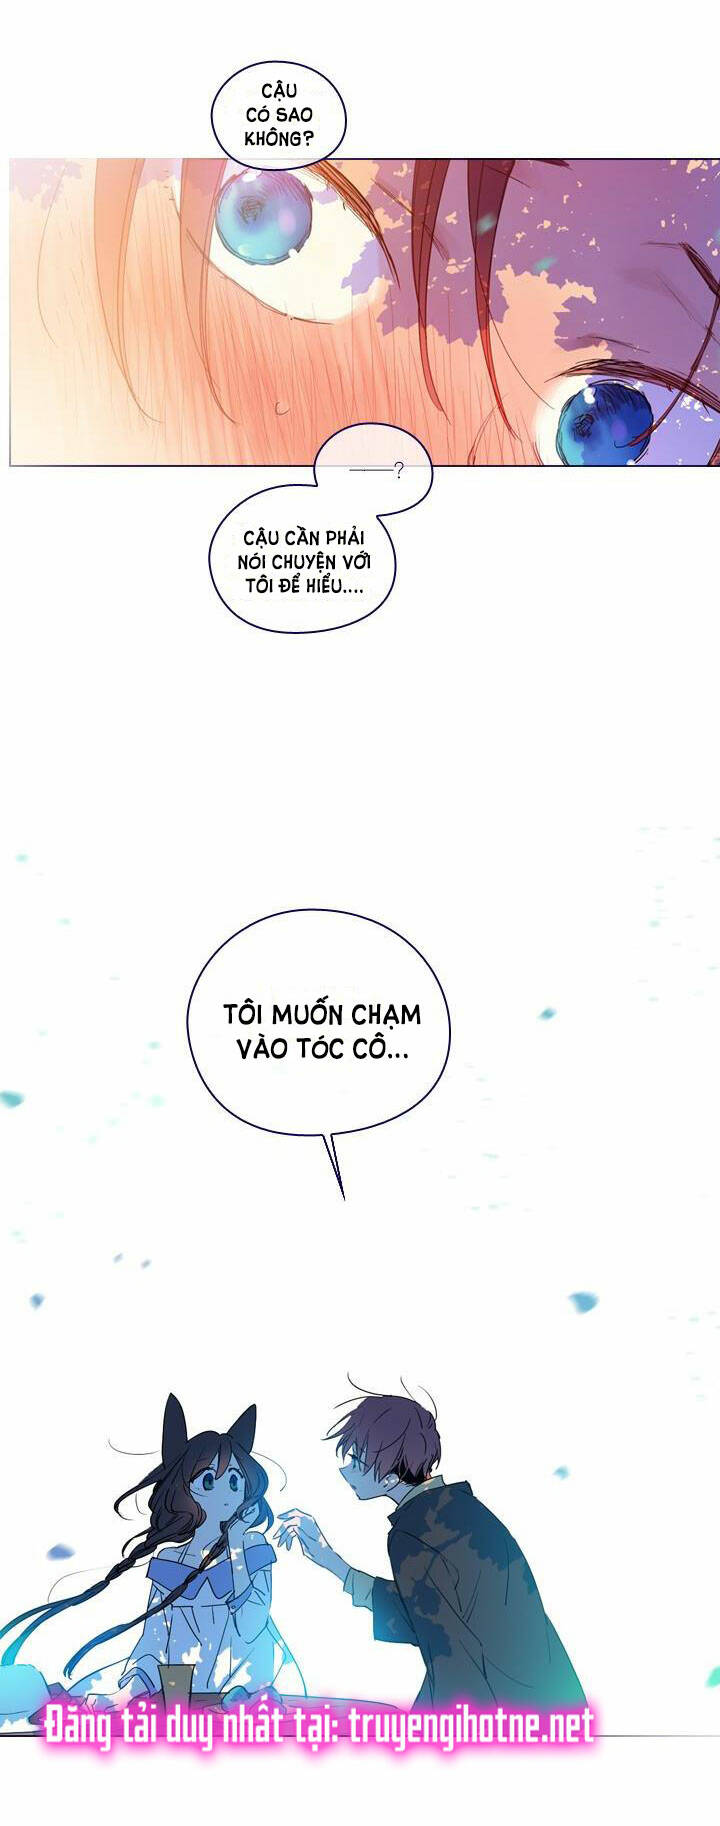 CẬU
CÓ SAO
KHÔNG?
?
CẬU CẦN PHẢI
NÓI CHUYỆN VỚI
TÔI ĐỂ HIỂU....
TÔI MUỐN CHẠM
VÀO TÓC CÔ...
Đăng tải duy nhất tại: truyengihotne.net